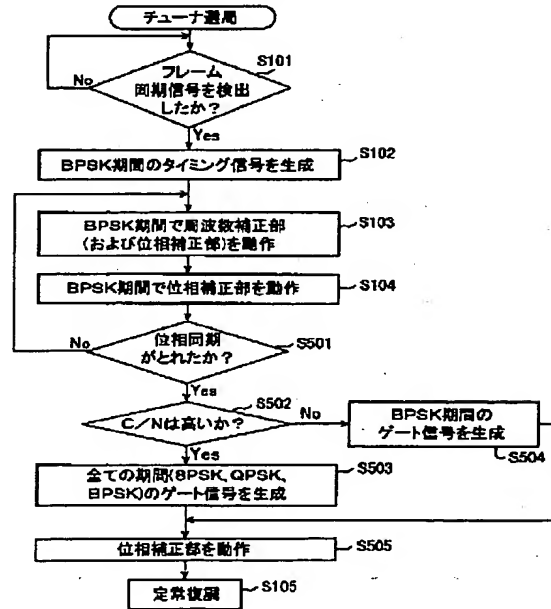 チューナ選局
S101
フレーム
同期信号を検出
したか?
No
Yes
BPSK期間のタイミング信号を生成
S102
BPSK期間で周波数補正部
(および位相補正部)を動作
S103
BPSK期間で位相補正部を動作
S104
位相同期
がとれたか?
S501
No
Yes
C/Nは高いか?
S502
No
Yes
BPSK期間の
ゲート信号を生成
S504
全ての期間(8PSK、QPSK、
BPSK)のゲート信号を生成
S503
位相補正部を動作
S505
定常復調
S105